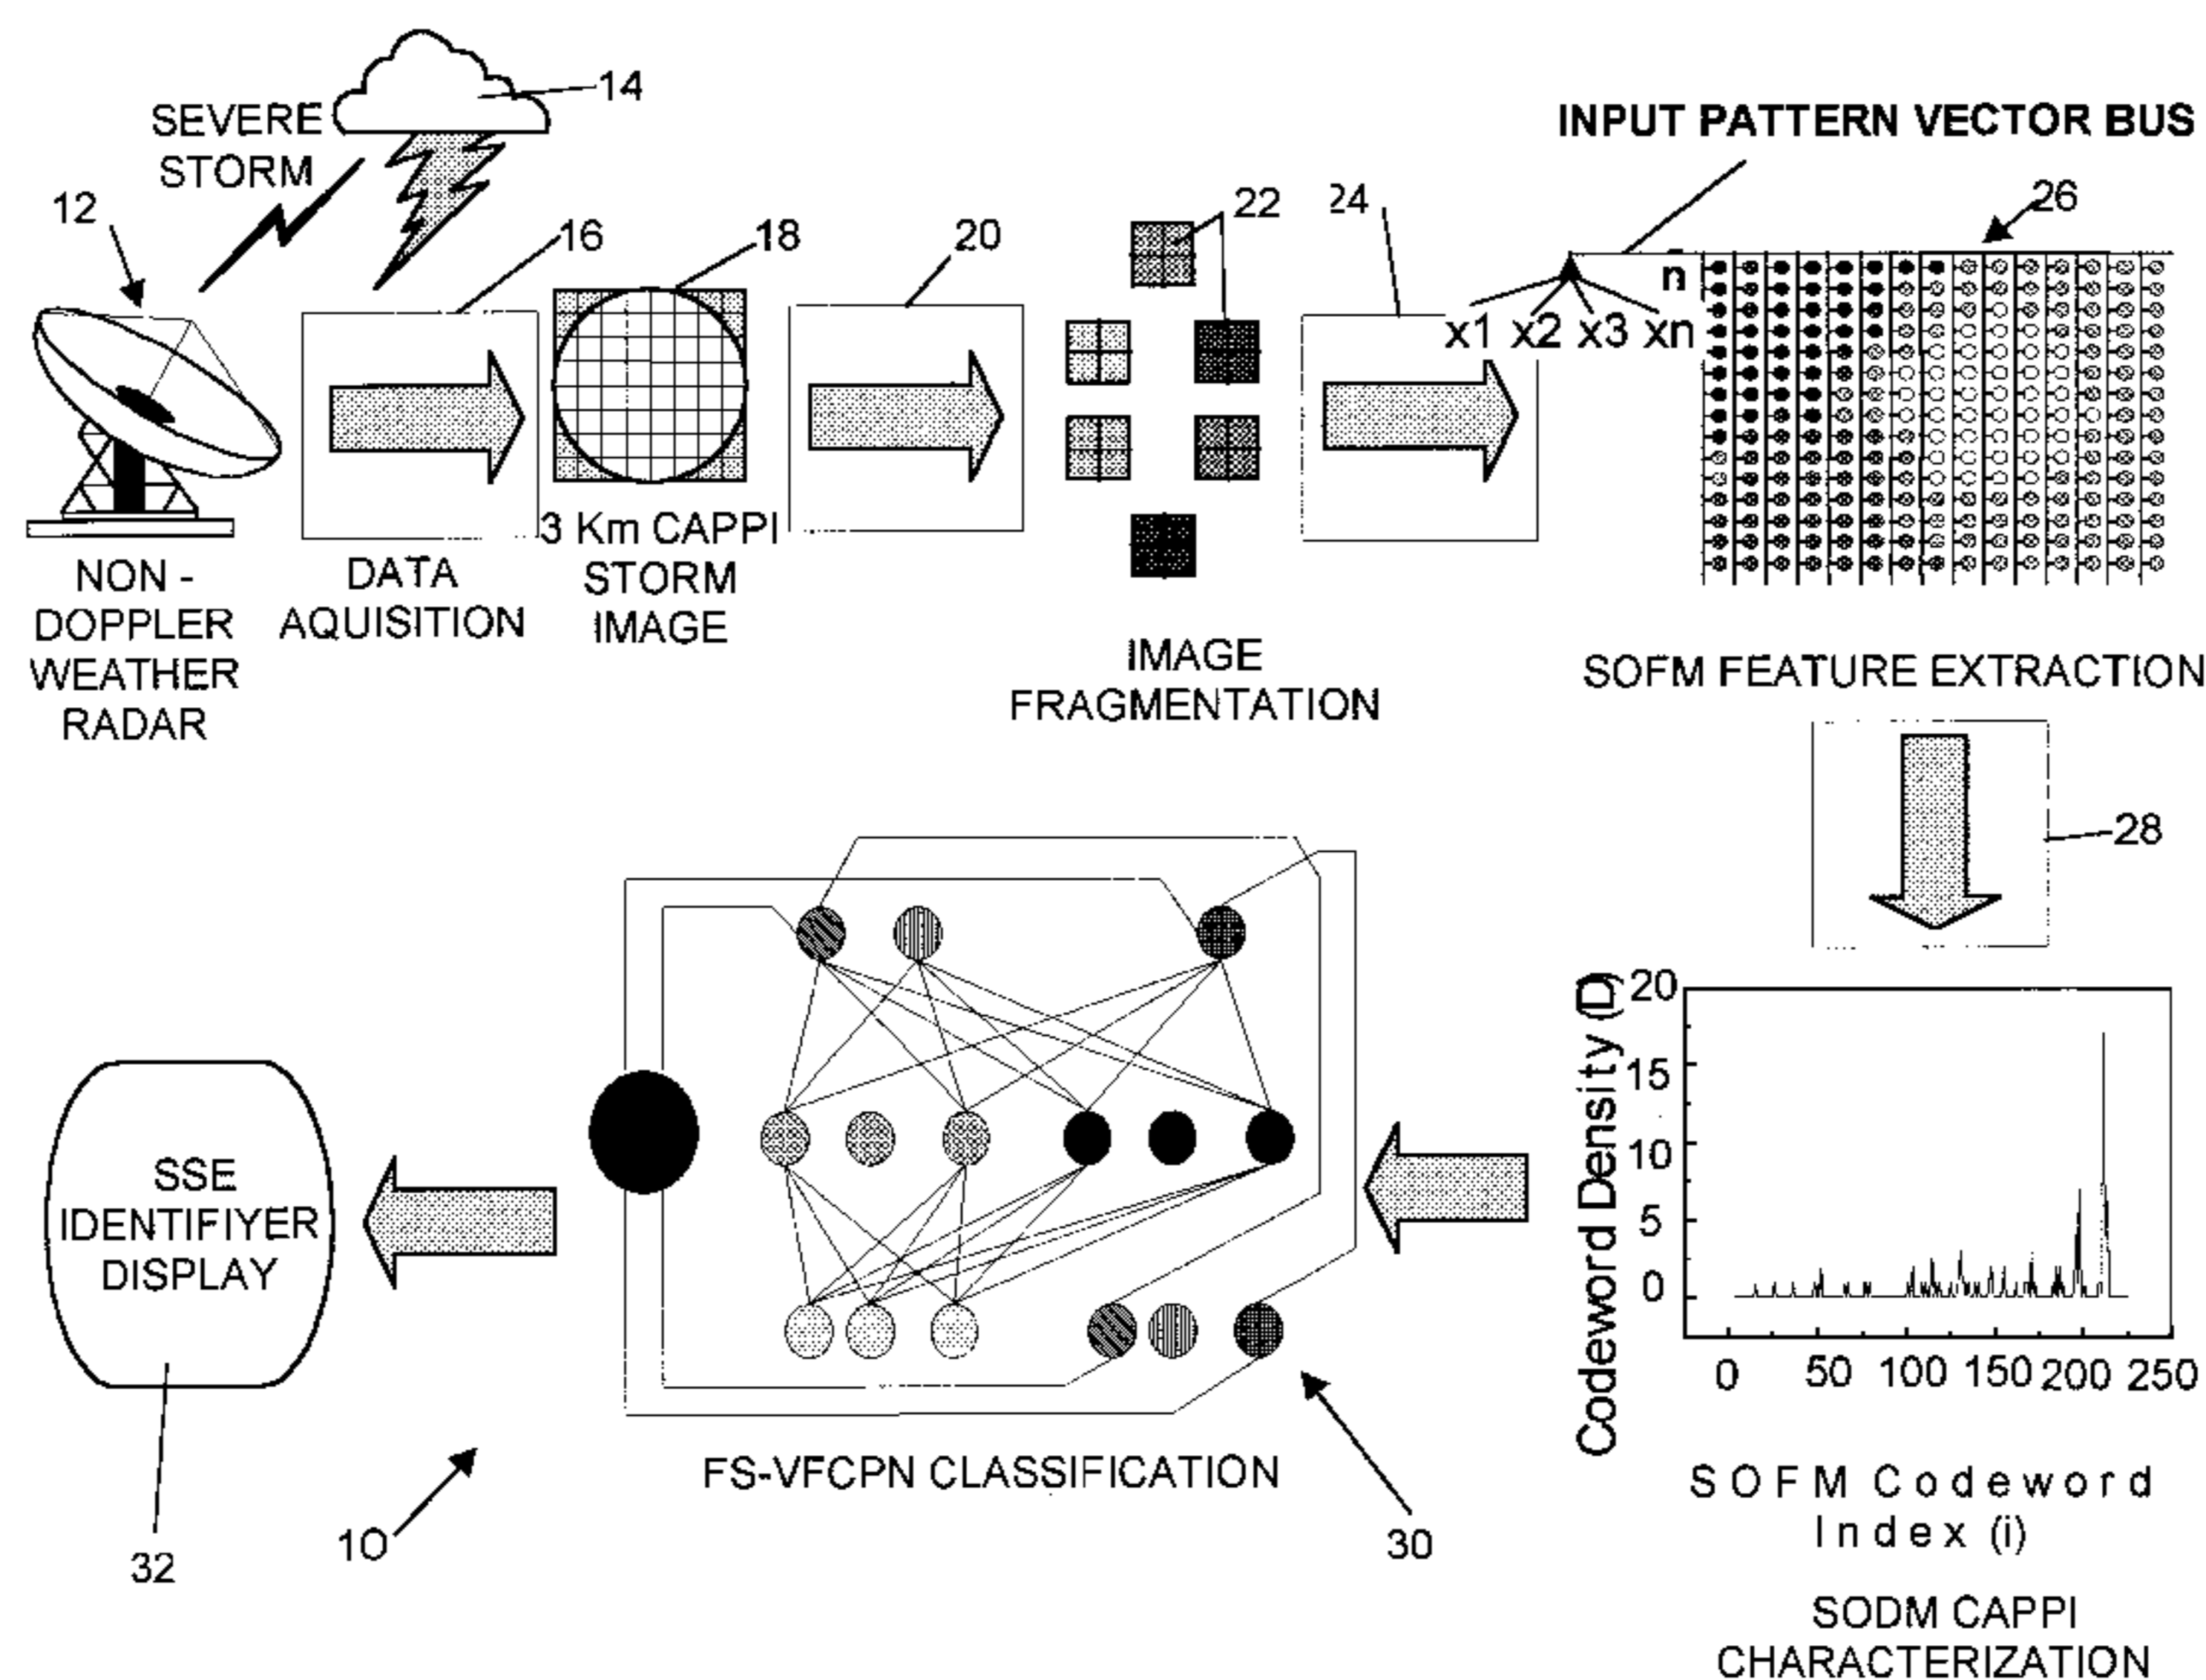 SEVERE
STORM
14
12
16
18
20
22
24
INPUT PATTERN VECTOR BUS
26
n
x1 x2 x3 xn
NON -
DOPPLER
WEATHER
RADAR
DATA
AQUISITION
3 Km CAPPI
STORM
IMAGE
IMAGE
FRAGMENTATION
SOFM FEATURE EXTRACTION
28
Codeword Density (D)
20
15
10
5
0
0 50 100 150 200 250
SOFM Codeword
Index (i)
SODM CAPPI
CHARACTERIZATION
FS-VFCPN CLASSIFICATION
30
SSE
IDENTIFIYER
DISPLAY
32
10